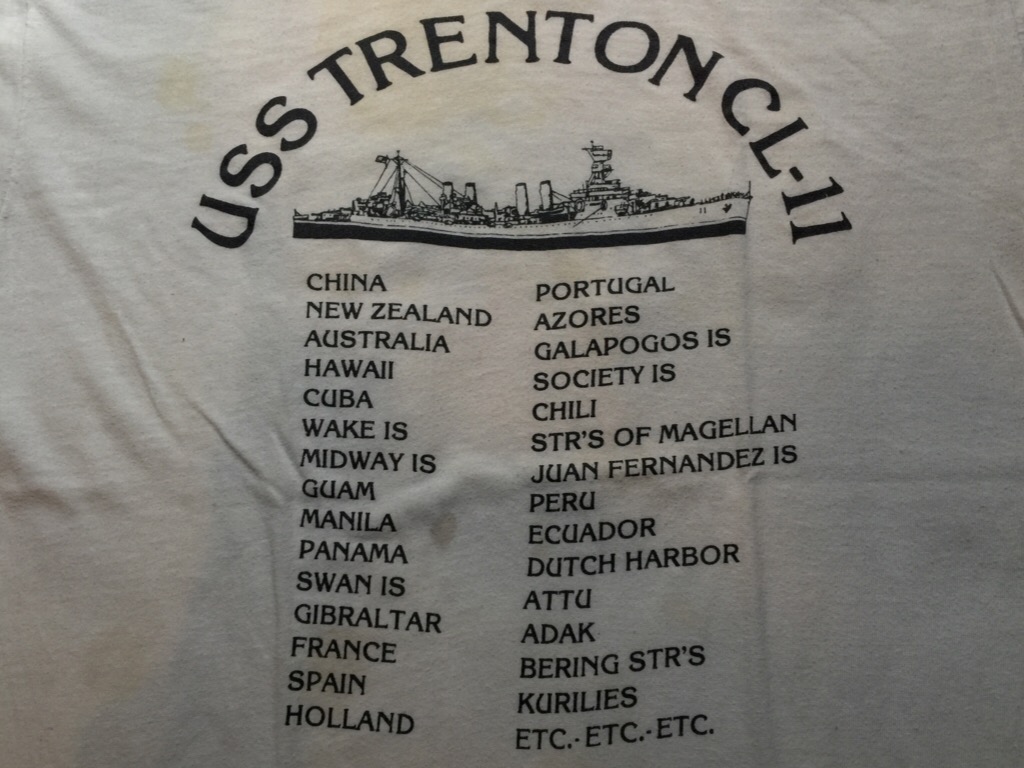 USS TRENTON CL-11
11
CHINA
NEW ZEALAND
AUSTRALIA
HAWAII
CUBA
WAKE IS
MIDWAY IS
GUAM
MANILA
PANAMA
SWAN IS
GIBRALTAR
FRANCE
SPAIN
HOLLAND
PORTUGAL
AZORES
GALAPOGOS IS
SOCIETY IS
CHILI
STR'S OF MAGELLAN
JUAN FERNANDEZ IS
PERU
ECUADOR
DUTCH HARBOR
ATTU
ADAK
BERING STR'S
KURILIES
ETC.-ETC.-ETC.